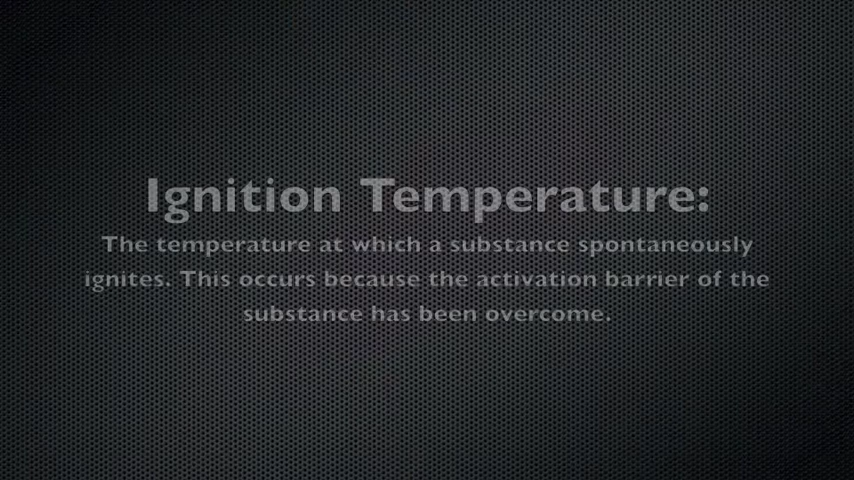 Ignition Temperature:
The temperature at which a substance spontaneously
ignites. This occurs because the activation barrier of the
substance has been overcome.